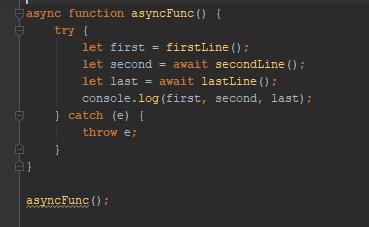 async function asyncFunc() {
    try {
        let first = firstLine();
        let second = await secondLine();
        let last = await lastLine();
        console.log(first, second, last);
    } catch (e) {
        throw e;
    }
}

asyncFunc();